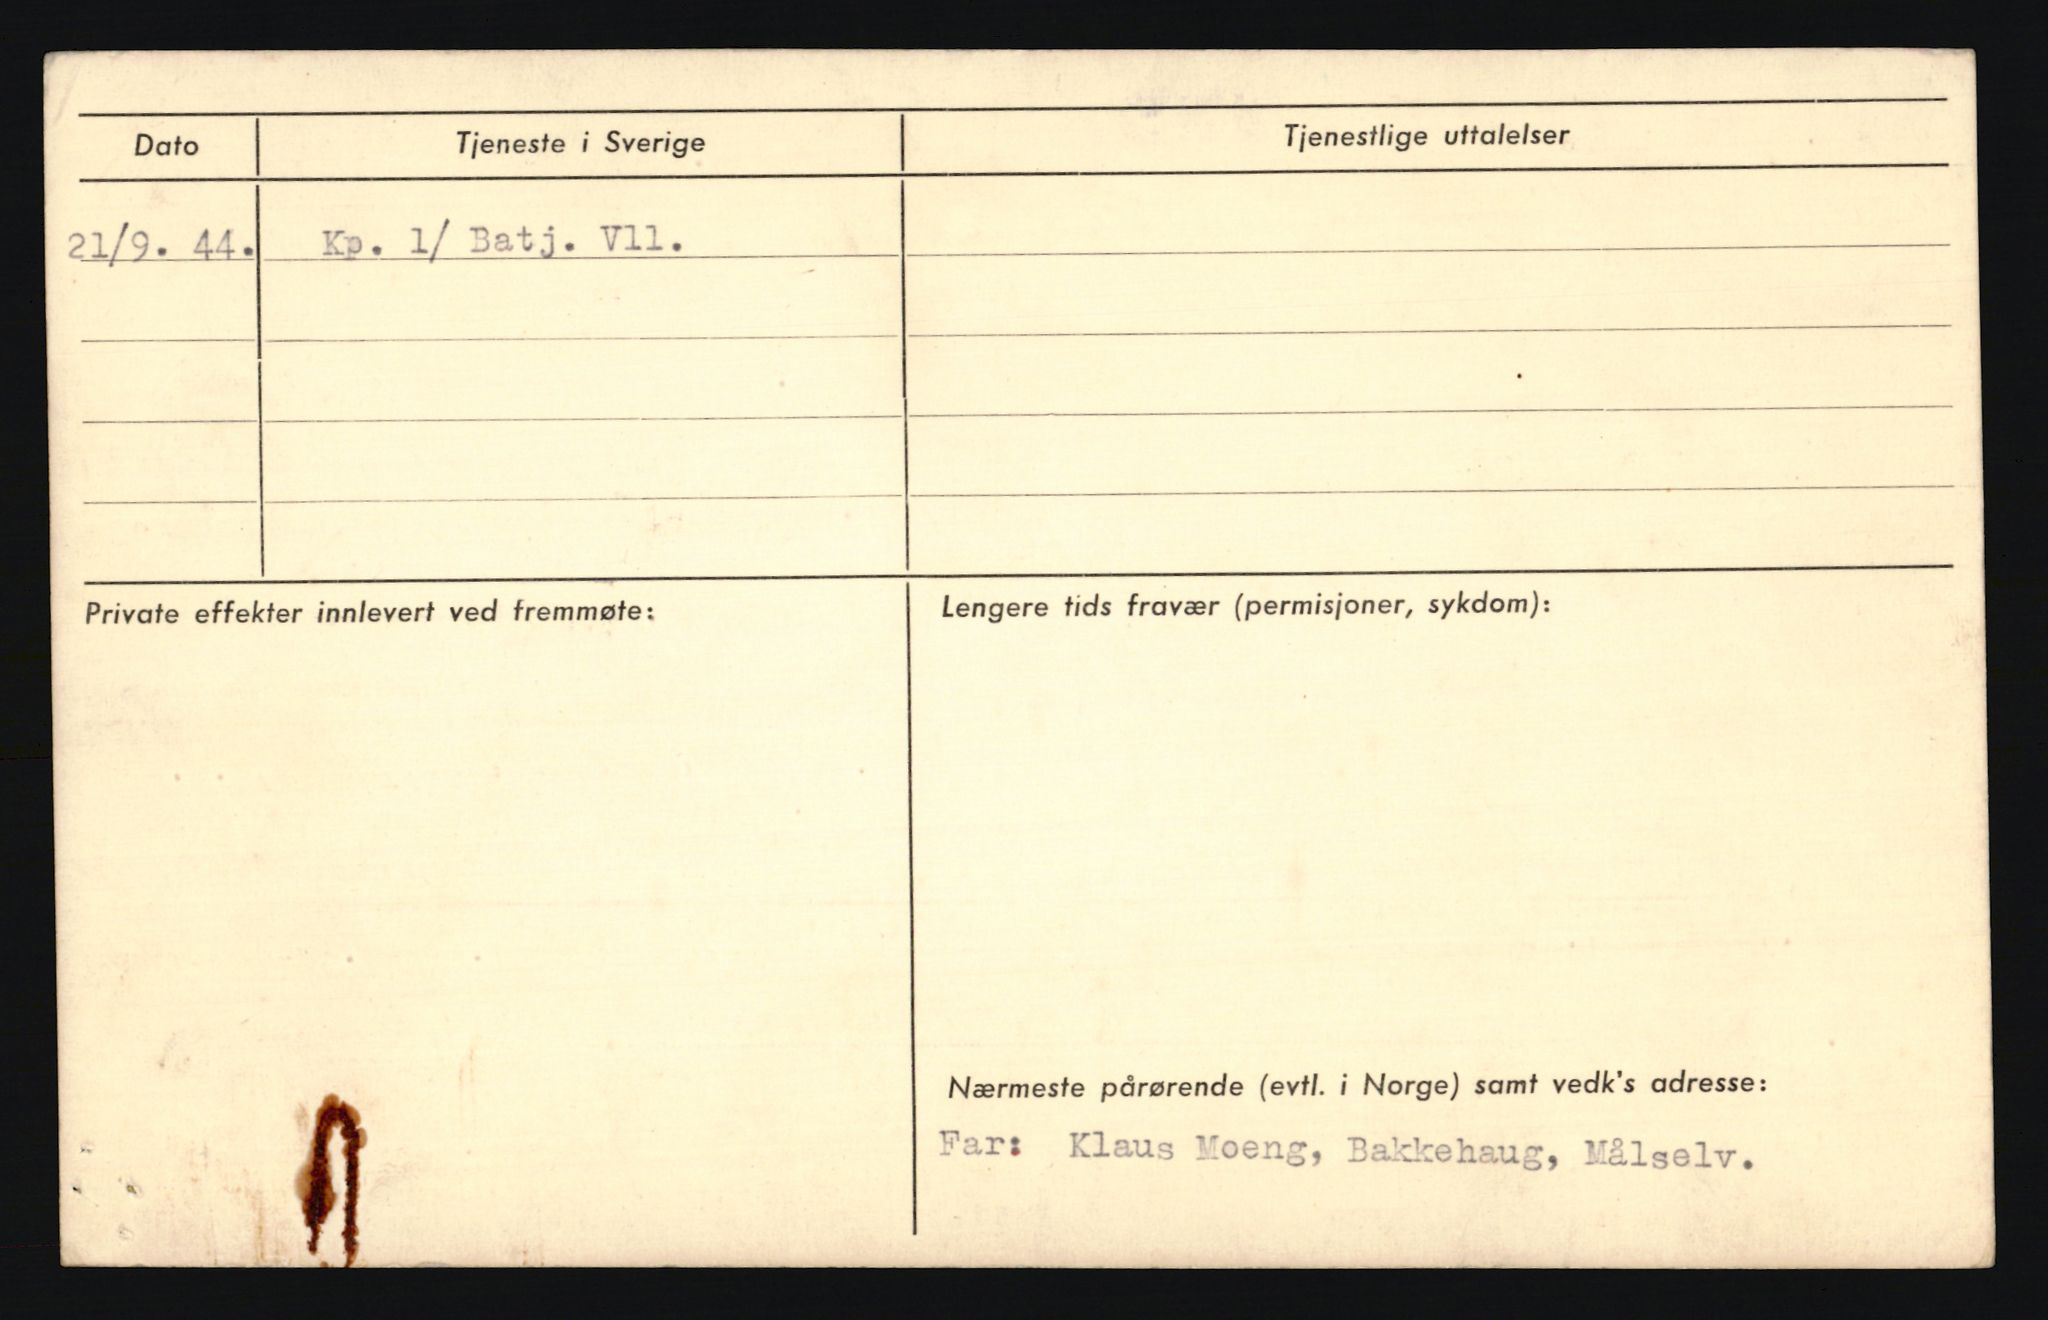 Dato Tjeneste i Sverige Tjenestlige uttalelser
21/9. 44. Kp. 1/ Batj. Vll.
Private effekter innlevert ved fremmøte:
Lengere tids fravær (permisjoner, sykdom):
Nærmeste pårørende (evtl. i Norge) samt vedk's adresse:
Far: Klaus Moeng, Bakkehaug, Målselv.